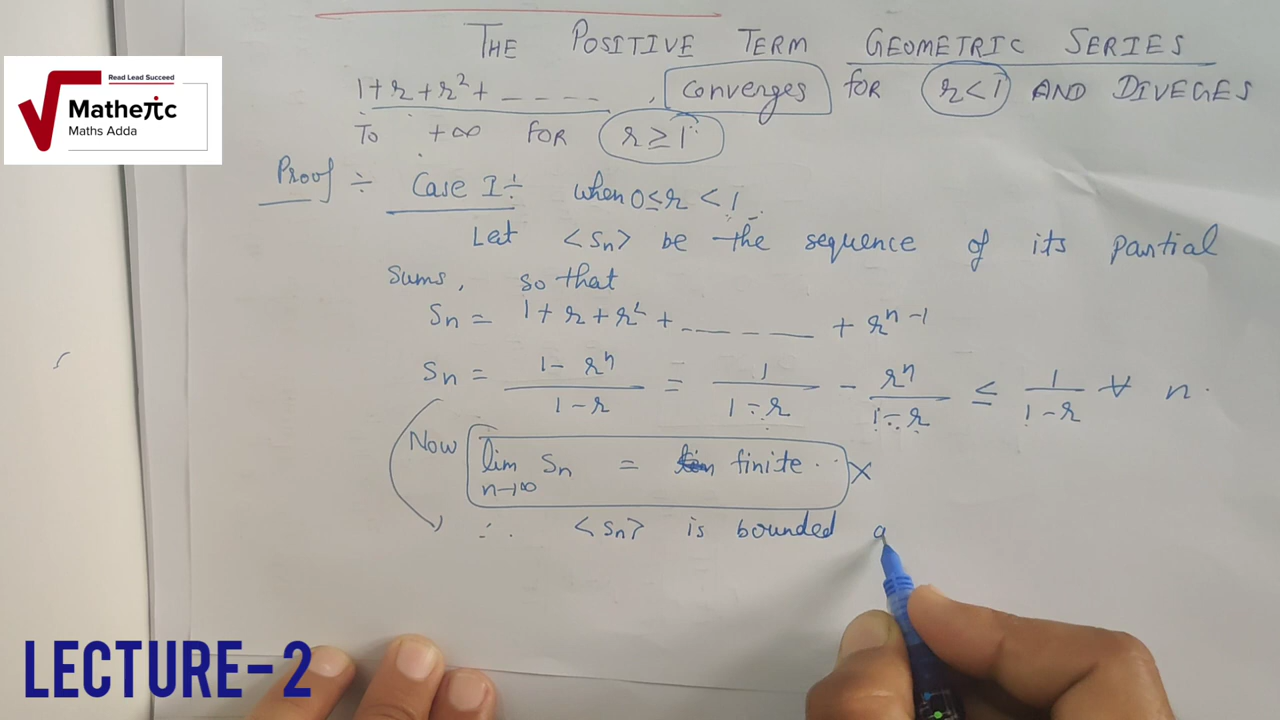 THE POSITIVE TERM GEOMETRIC SERIES
1+r+r²+ _ _ _ _ , Converges FOR r<1 AND DIVEGES
TO +∞ FOR r≥1
Read Lead Succeed
Matheπc
Maths Adda
Proof ÷ Case I÷ when 0≤r<1
Let <Sn> be the sequence of its partial
Sums, so that
Sn = 1+r+r²+ _ _ _ _ + r^n-1
Sn = (1-r^n)/(1-r) = 1/(1-r) - r^n/(1-r) ≤ 1/(1-r) ∀ n.
Now lim n→∞ Sn = finite ×
∴ <Sn> is bounded a
LECTURE-2